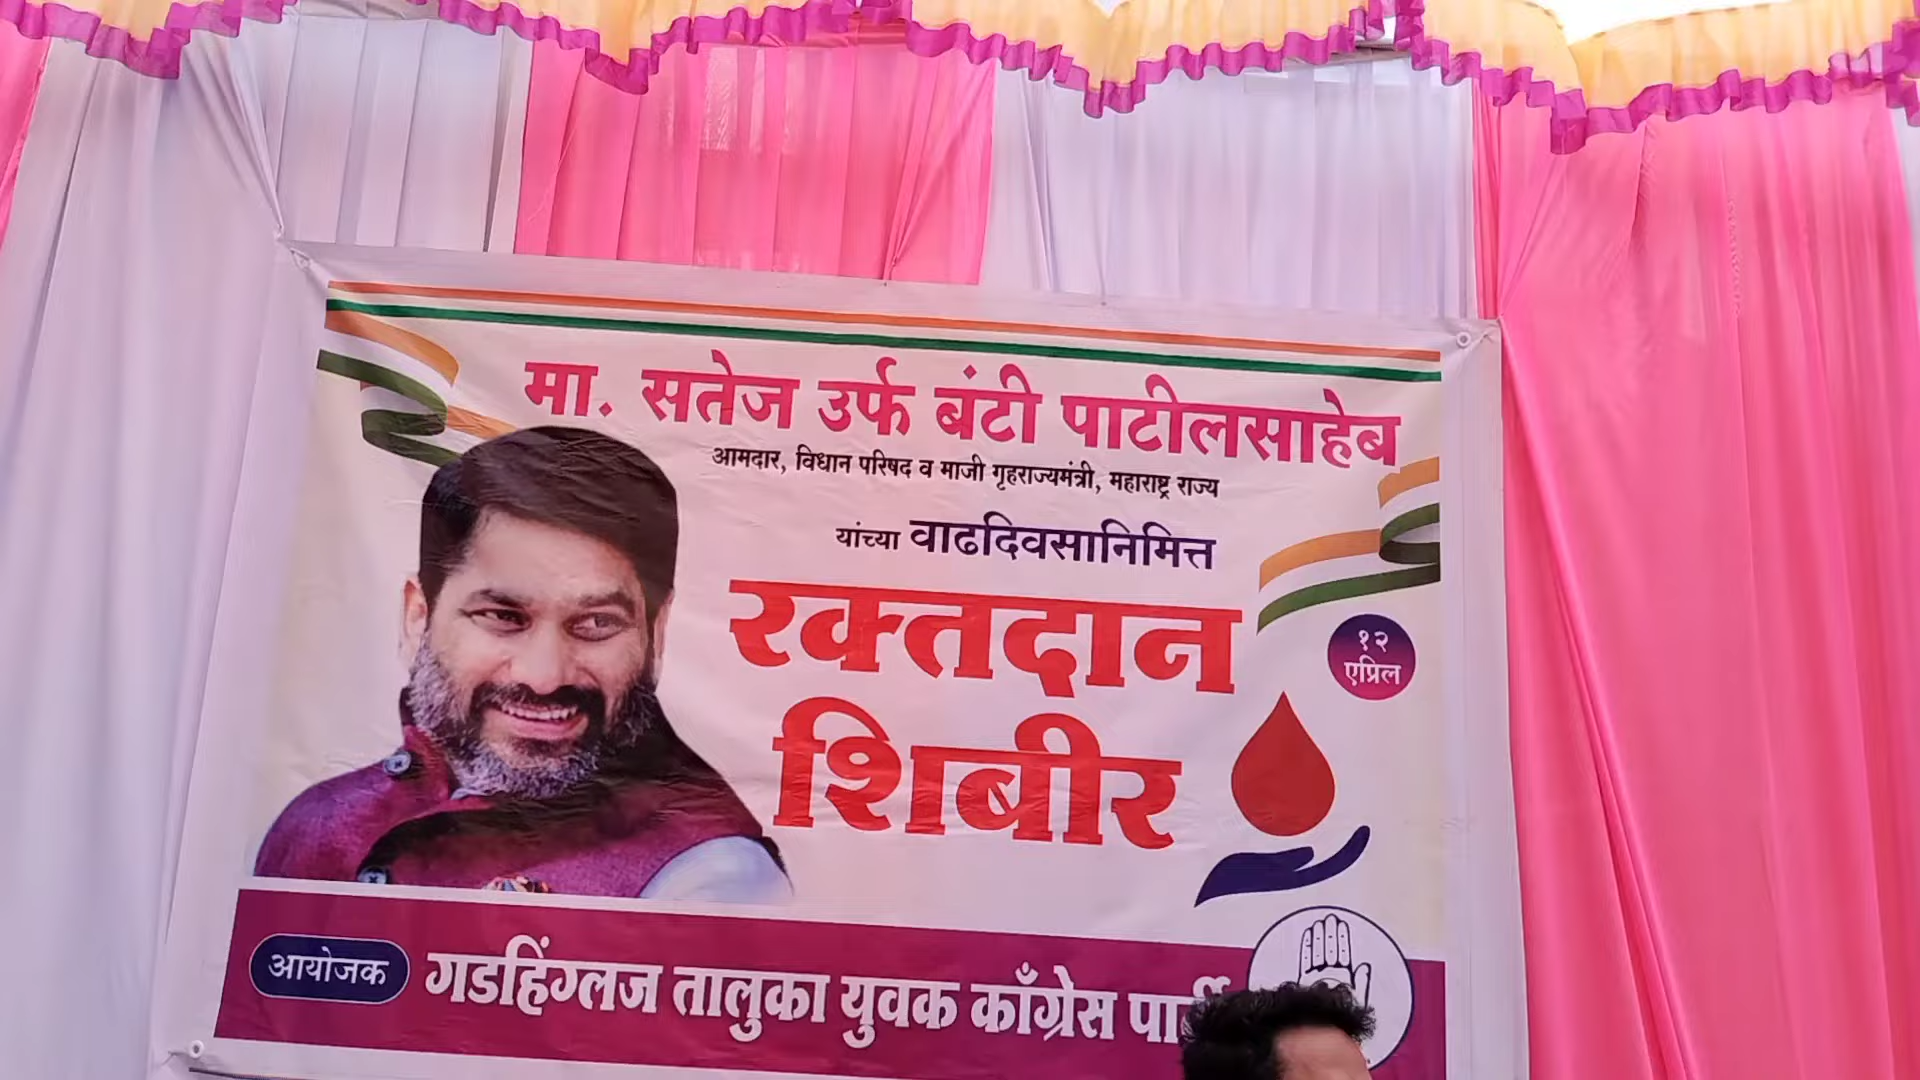 मा. सतेज उर्फ बंटी पाटीलसाहेब
आमदार, विधान परिषद व माजी गृहराज्यमंत्री, महाराष्ट्र राज्य
यांच्या वाढदिवसानिमित्त
रक्तदान
शिबीर
१२
एप्रिल
आयोजक
गडहिंग्लज तालुका युवक काँग्रेस